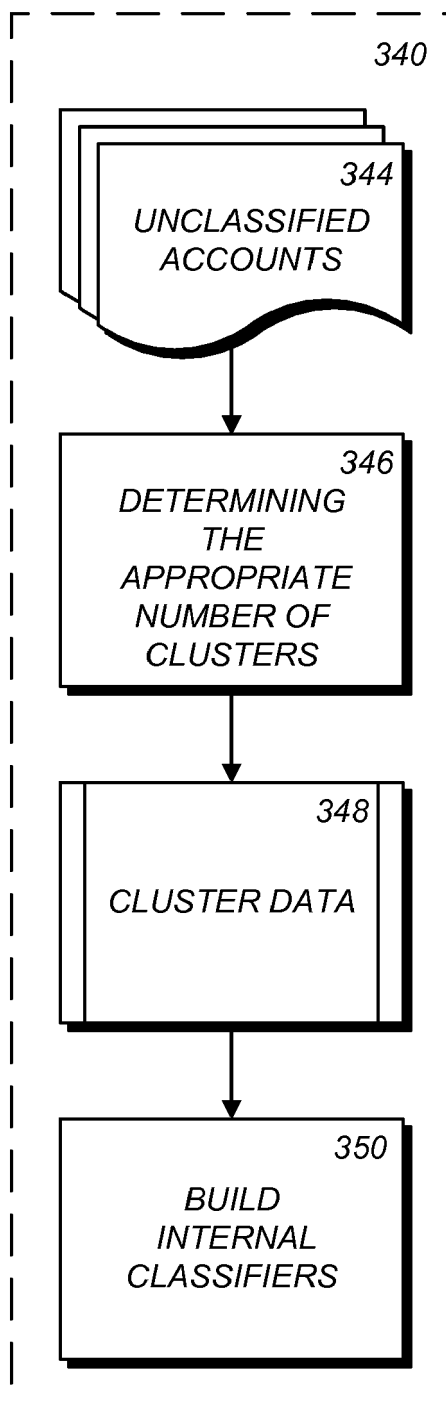 340
344
UNCLASSIFIED
ACCOUNTS
346
DETERMINING
THE
APPROPRIATE
NUMBER OF
CLUSTERS
348
CLUSTER DATA
350
BUILD
INTERNAL
CLASSIFIERS